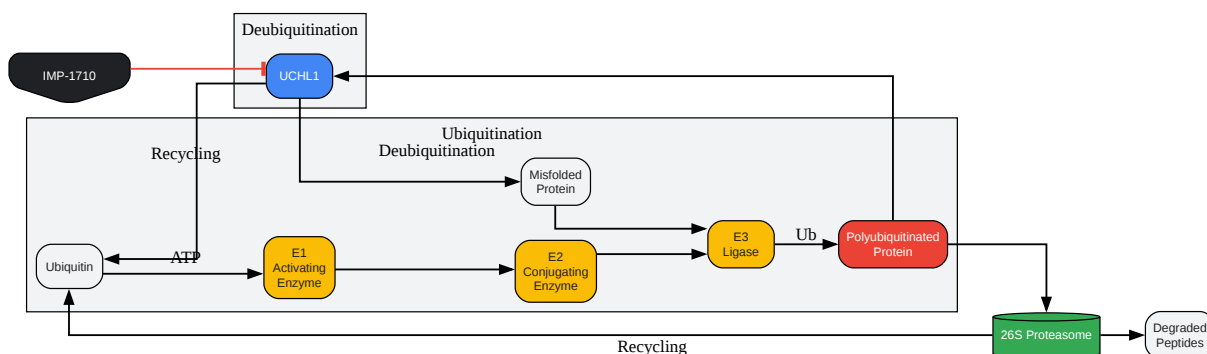 Deubiquitination
IMP-1710
UCHL1
Ubiquitination
Recycling
Deubiquitination
Misfolded
Protein
Ubiquitin
ATP
E1
Activating
Enzyme
E2
Conjugating
Enzyme
E3
Ligase
Ub
Polyubiquitinated
Protein
26S Proteasome
Degraded
Peptides
Recycling